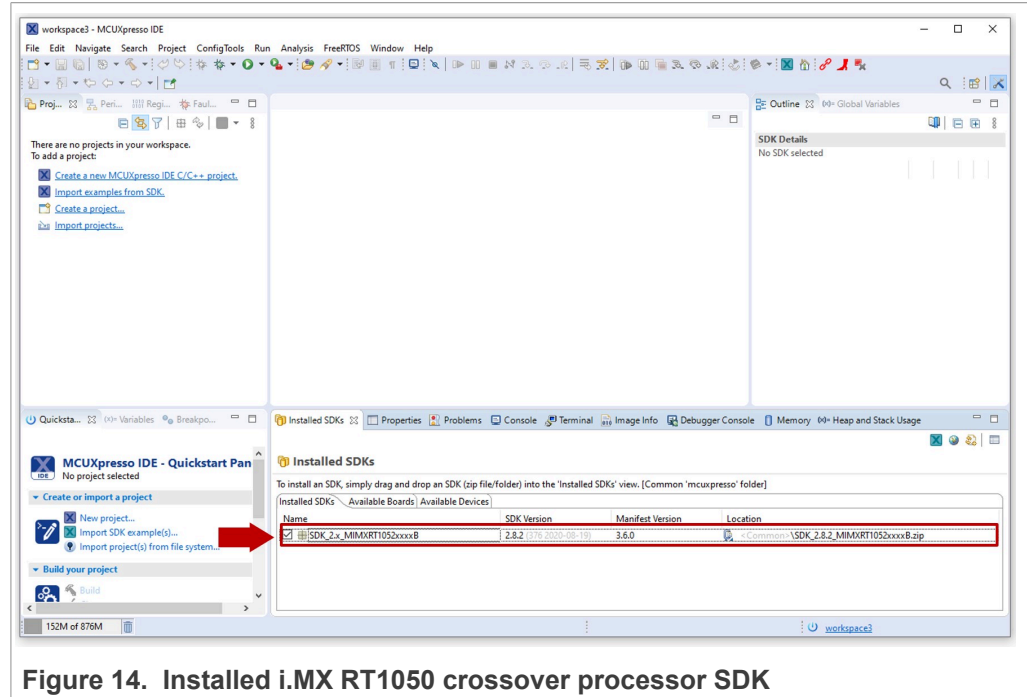 workspace3 - MCUXpresso IDE
File Edit Navigate Search Project ConfigTools Run Analysis FreeRTOS Window Help
Proj... Peri... Regi... Faul...
There are no projects in your workspace.
To add a project:
Create a new MCUXpresso IDE C/C++ project.
Import examples from SDK.
Create a project...
Import projects...
Outline (x)= Global Variables
SDK Details
No SDK selected
Quicksta... (x)= Variables Breakpo...
MCUXpresso IDE - Quickstart Pan
IDE No project selected
Create or import a project
New project...
Import SDK example(s)...
Import project(s) from file system...
Build your project
Build
Installed SDKs Properties Problems Console Terminal Image Info Debugger Console Memory (x)= Heap and Stack Usage
Installed SDKs
To install an SDK, simply drag and drop an SDK (zip file/folder) into the 'Installed SDKs' view. [Common 'mcuxpresso' folder]
Installed SDKs Available Boards Available Devices
Name SDK Version Manifest Version Location
SDK_2.x_MIMXRT1052xxxxB 2.8.2 (376 2020-08-19) 3.6.0 <Common>\SDK_2.8.2_MIMXRT1052xxxxB.zip
152M of 876M workspace3
Figure 14. Installed i.MX RT1050 crossover processor SDK